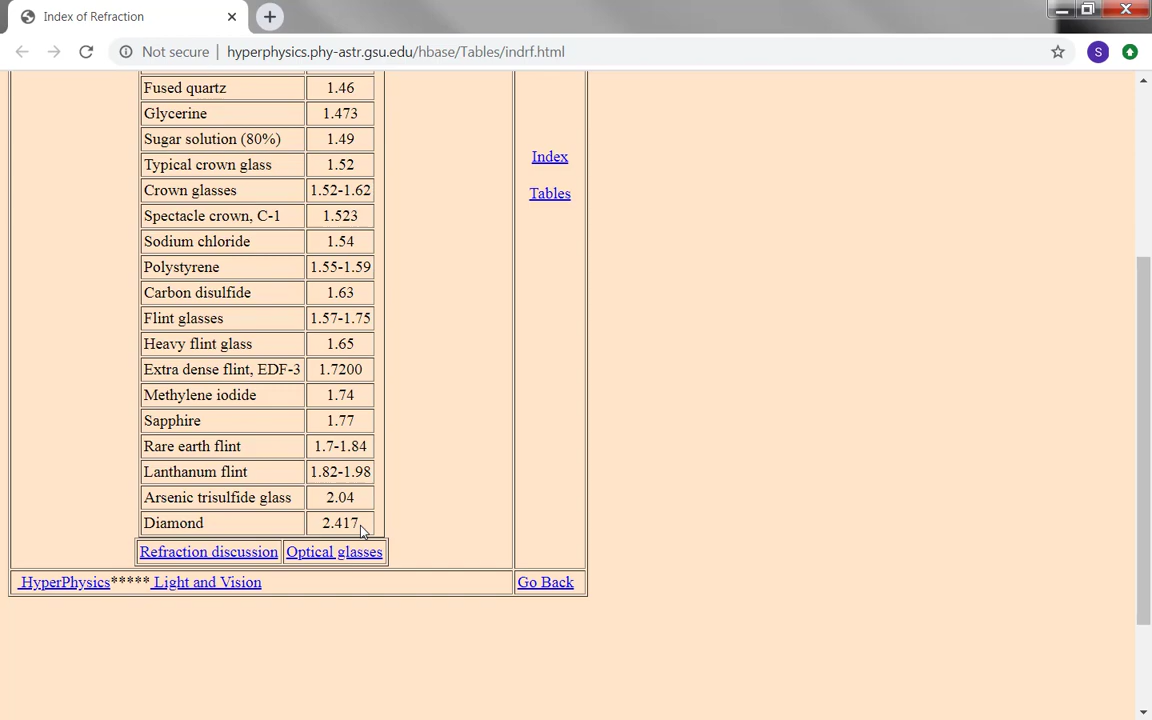 Index of Refraction
Not secure | hyperphysics.phy-astr.gsu.edu/hbase/Tables/indrf.html
S
Fused quartz 1.46
Glycerine 1.473
Sugar solution (80%) 1.49
Typical crown glass 1.52
Crown glasses 1.52-1.62
Spectacle crown, C-1 1.523
Sodium chloride 1.54
Polystyrene 1.55-1.59
Carbon disulfide 1.63
Flint glasses 1.57-1.75
Heavy flint glass 1.65
Extra dense flint, EDF-3 1.7200
Methylene iodide 1.74
Sapphire 1.77
Rare earth flint 1.7-1.84
Lanthanum flint 1.82-1.98
Arsenic trisulfide glass 2.04
Diamond 2.417
Refraction discussion Optical glasses
Index
Tables
HyperPhysics***** Light and Vision
Go Back